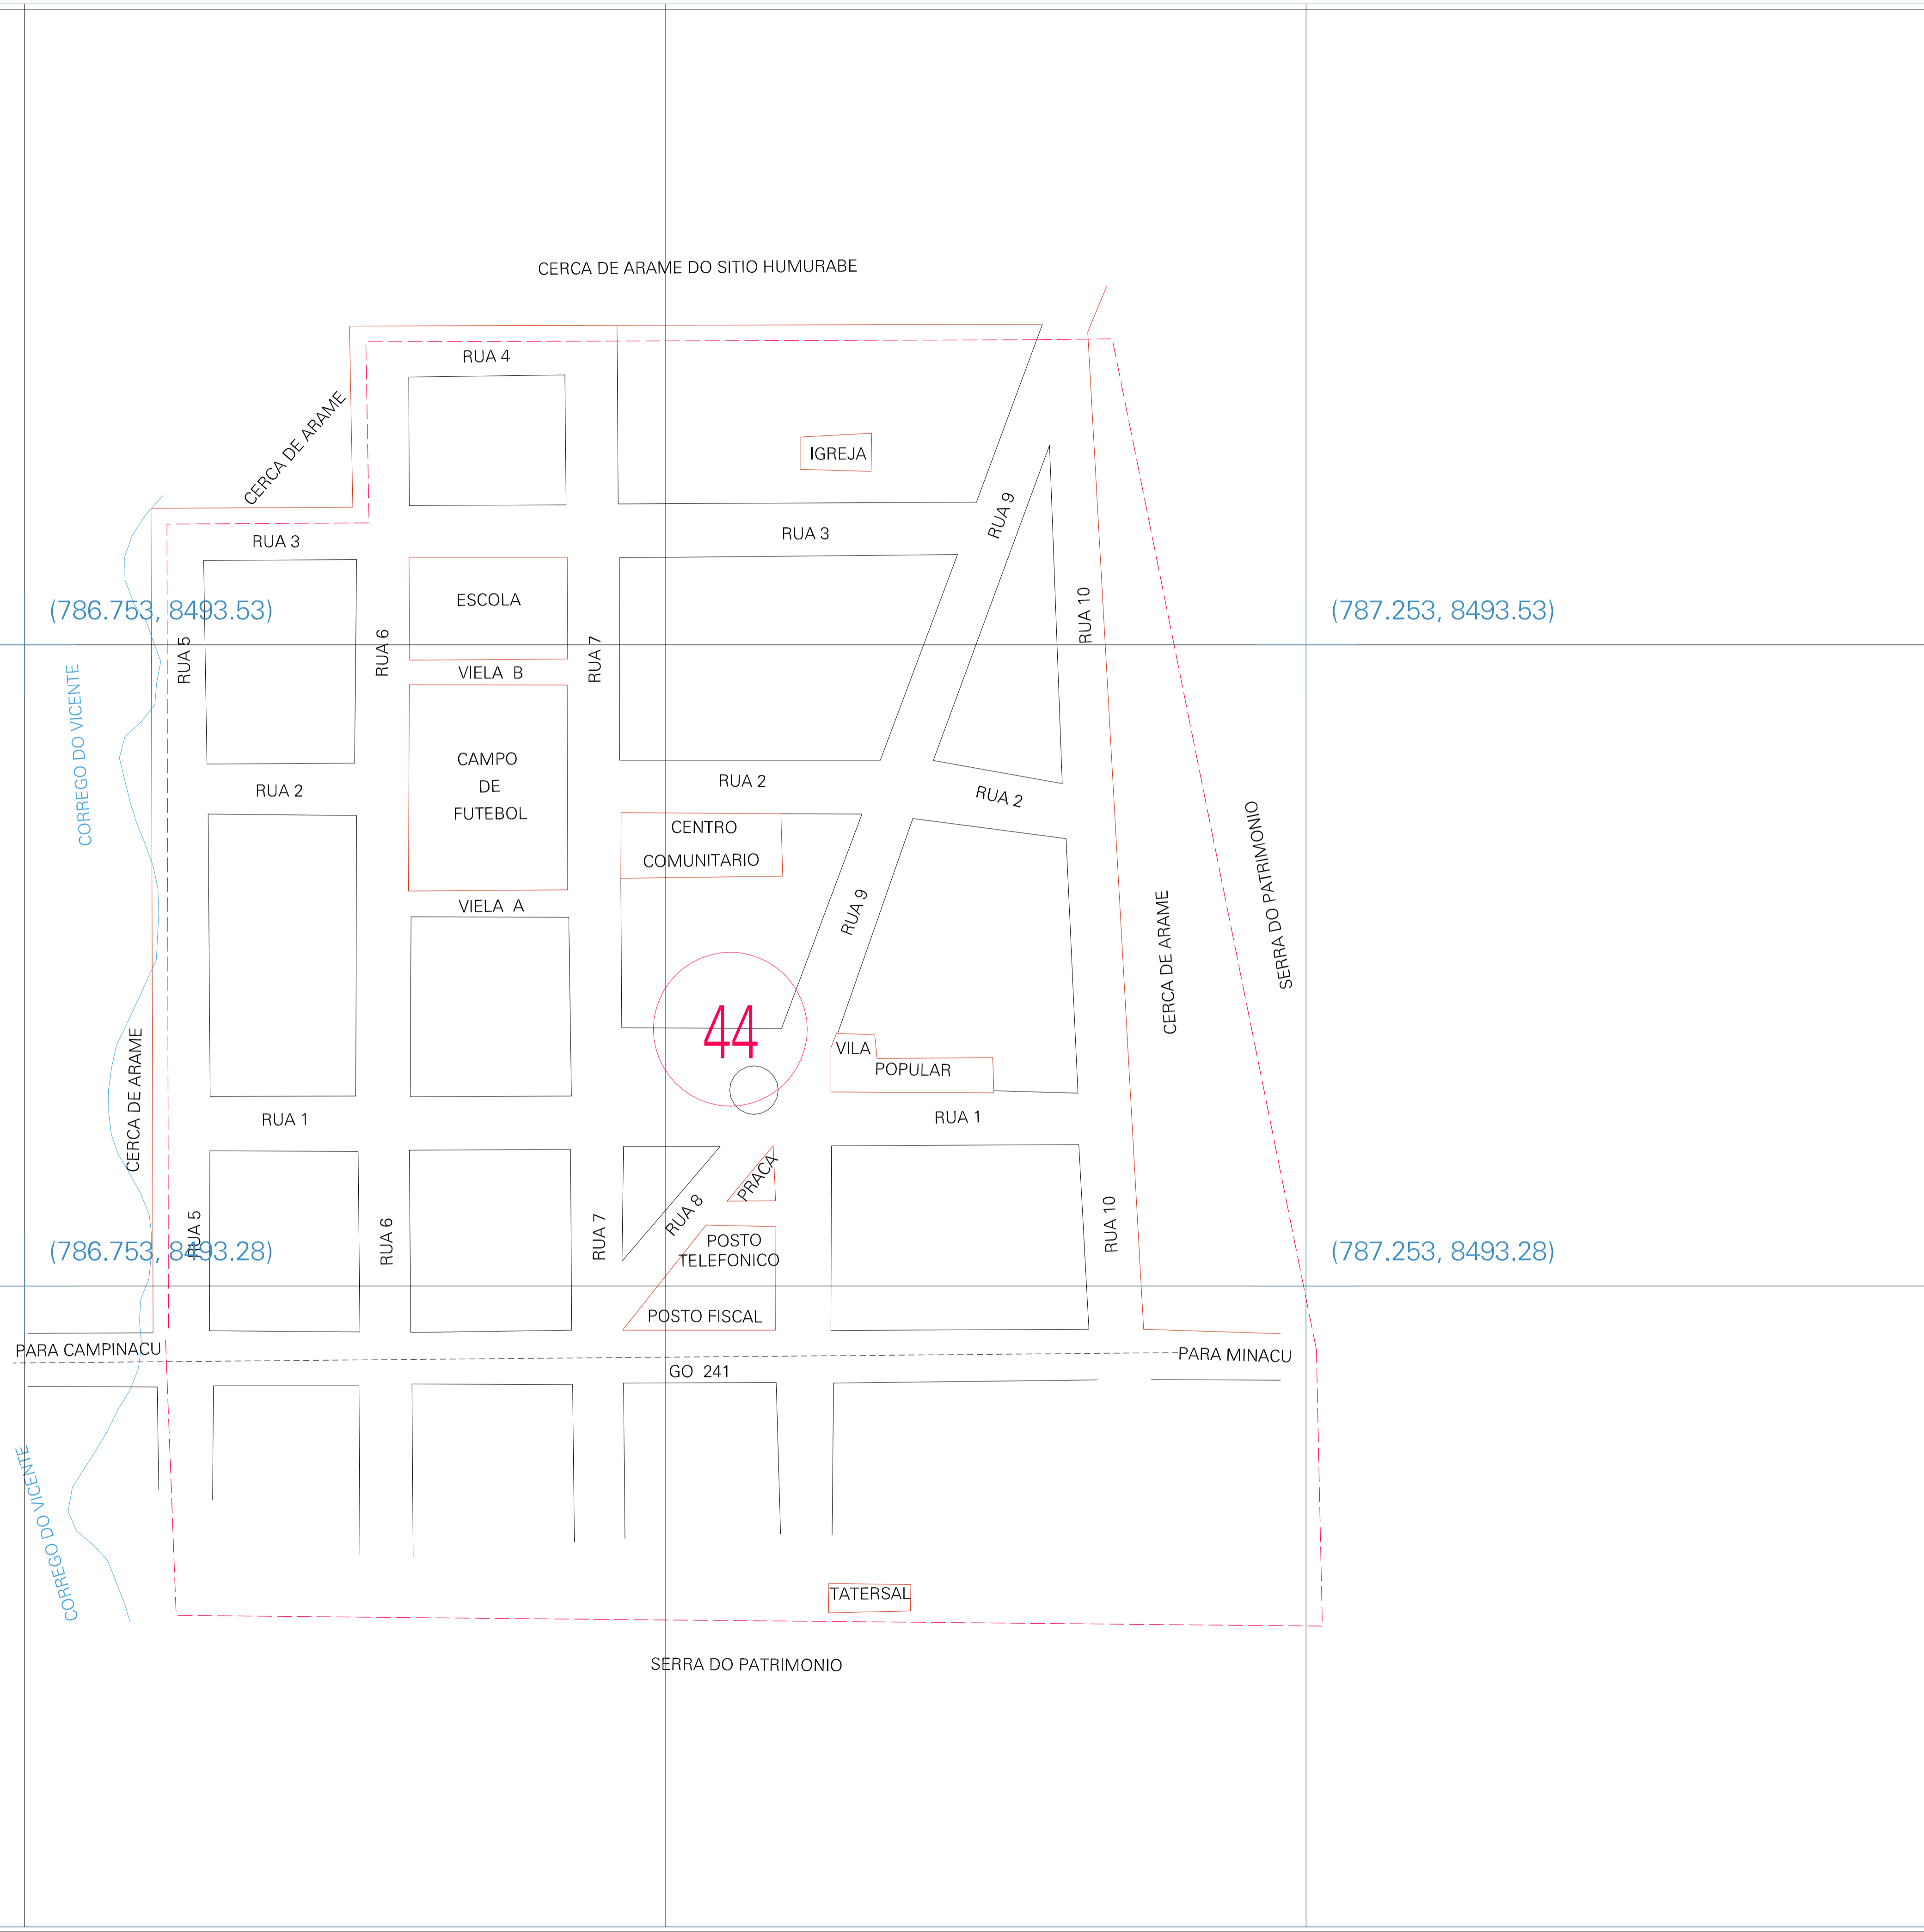 CERCA DE ARAME DO SITIO HUMURABE
RUA 4
CERCA DE ARAME
IGREJA
RUA 9
RUA 3
RUA 3
ESCOLA
(786.753, 8493.53)
(787.253, 8493.53)
RUA 10
RUA 5
RUA 6
RUA 7
VIELA  B
CORREGO DO VICENTE
CAMPO
DE
FUTEBOL
RUA 2
RUA 2
RUA 2
CENTRO
COMUNITARIO
SERRA DO PATRIMONIO
VIELA  A
RUA 9
CERCA DE ARAME
44
VILA
POPULAR
CERCA DE ARAME
RUA 1
RUA 1
PRACA
RUA 8
RUA 5
RUA 6
RUA 7
RUA 10
POSTO
TELEFONICO
(786.753, 8493.28)
(787.253, 8493.28)
POSTO FISCAL
PARA CAMPINACU
PARA MINACU
GO  241
CORREGO DO VICENTE
TATERSAL
SERRA DO PATRIMONIO